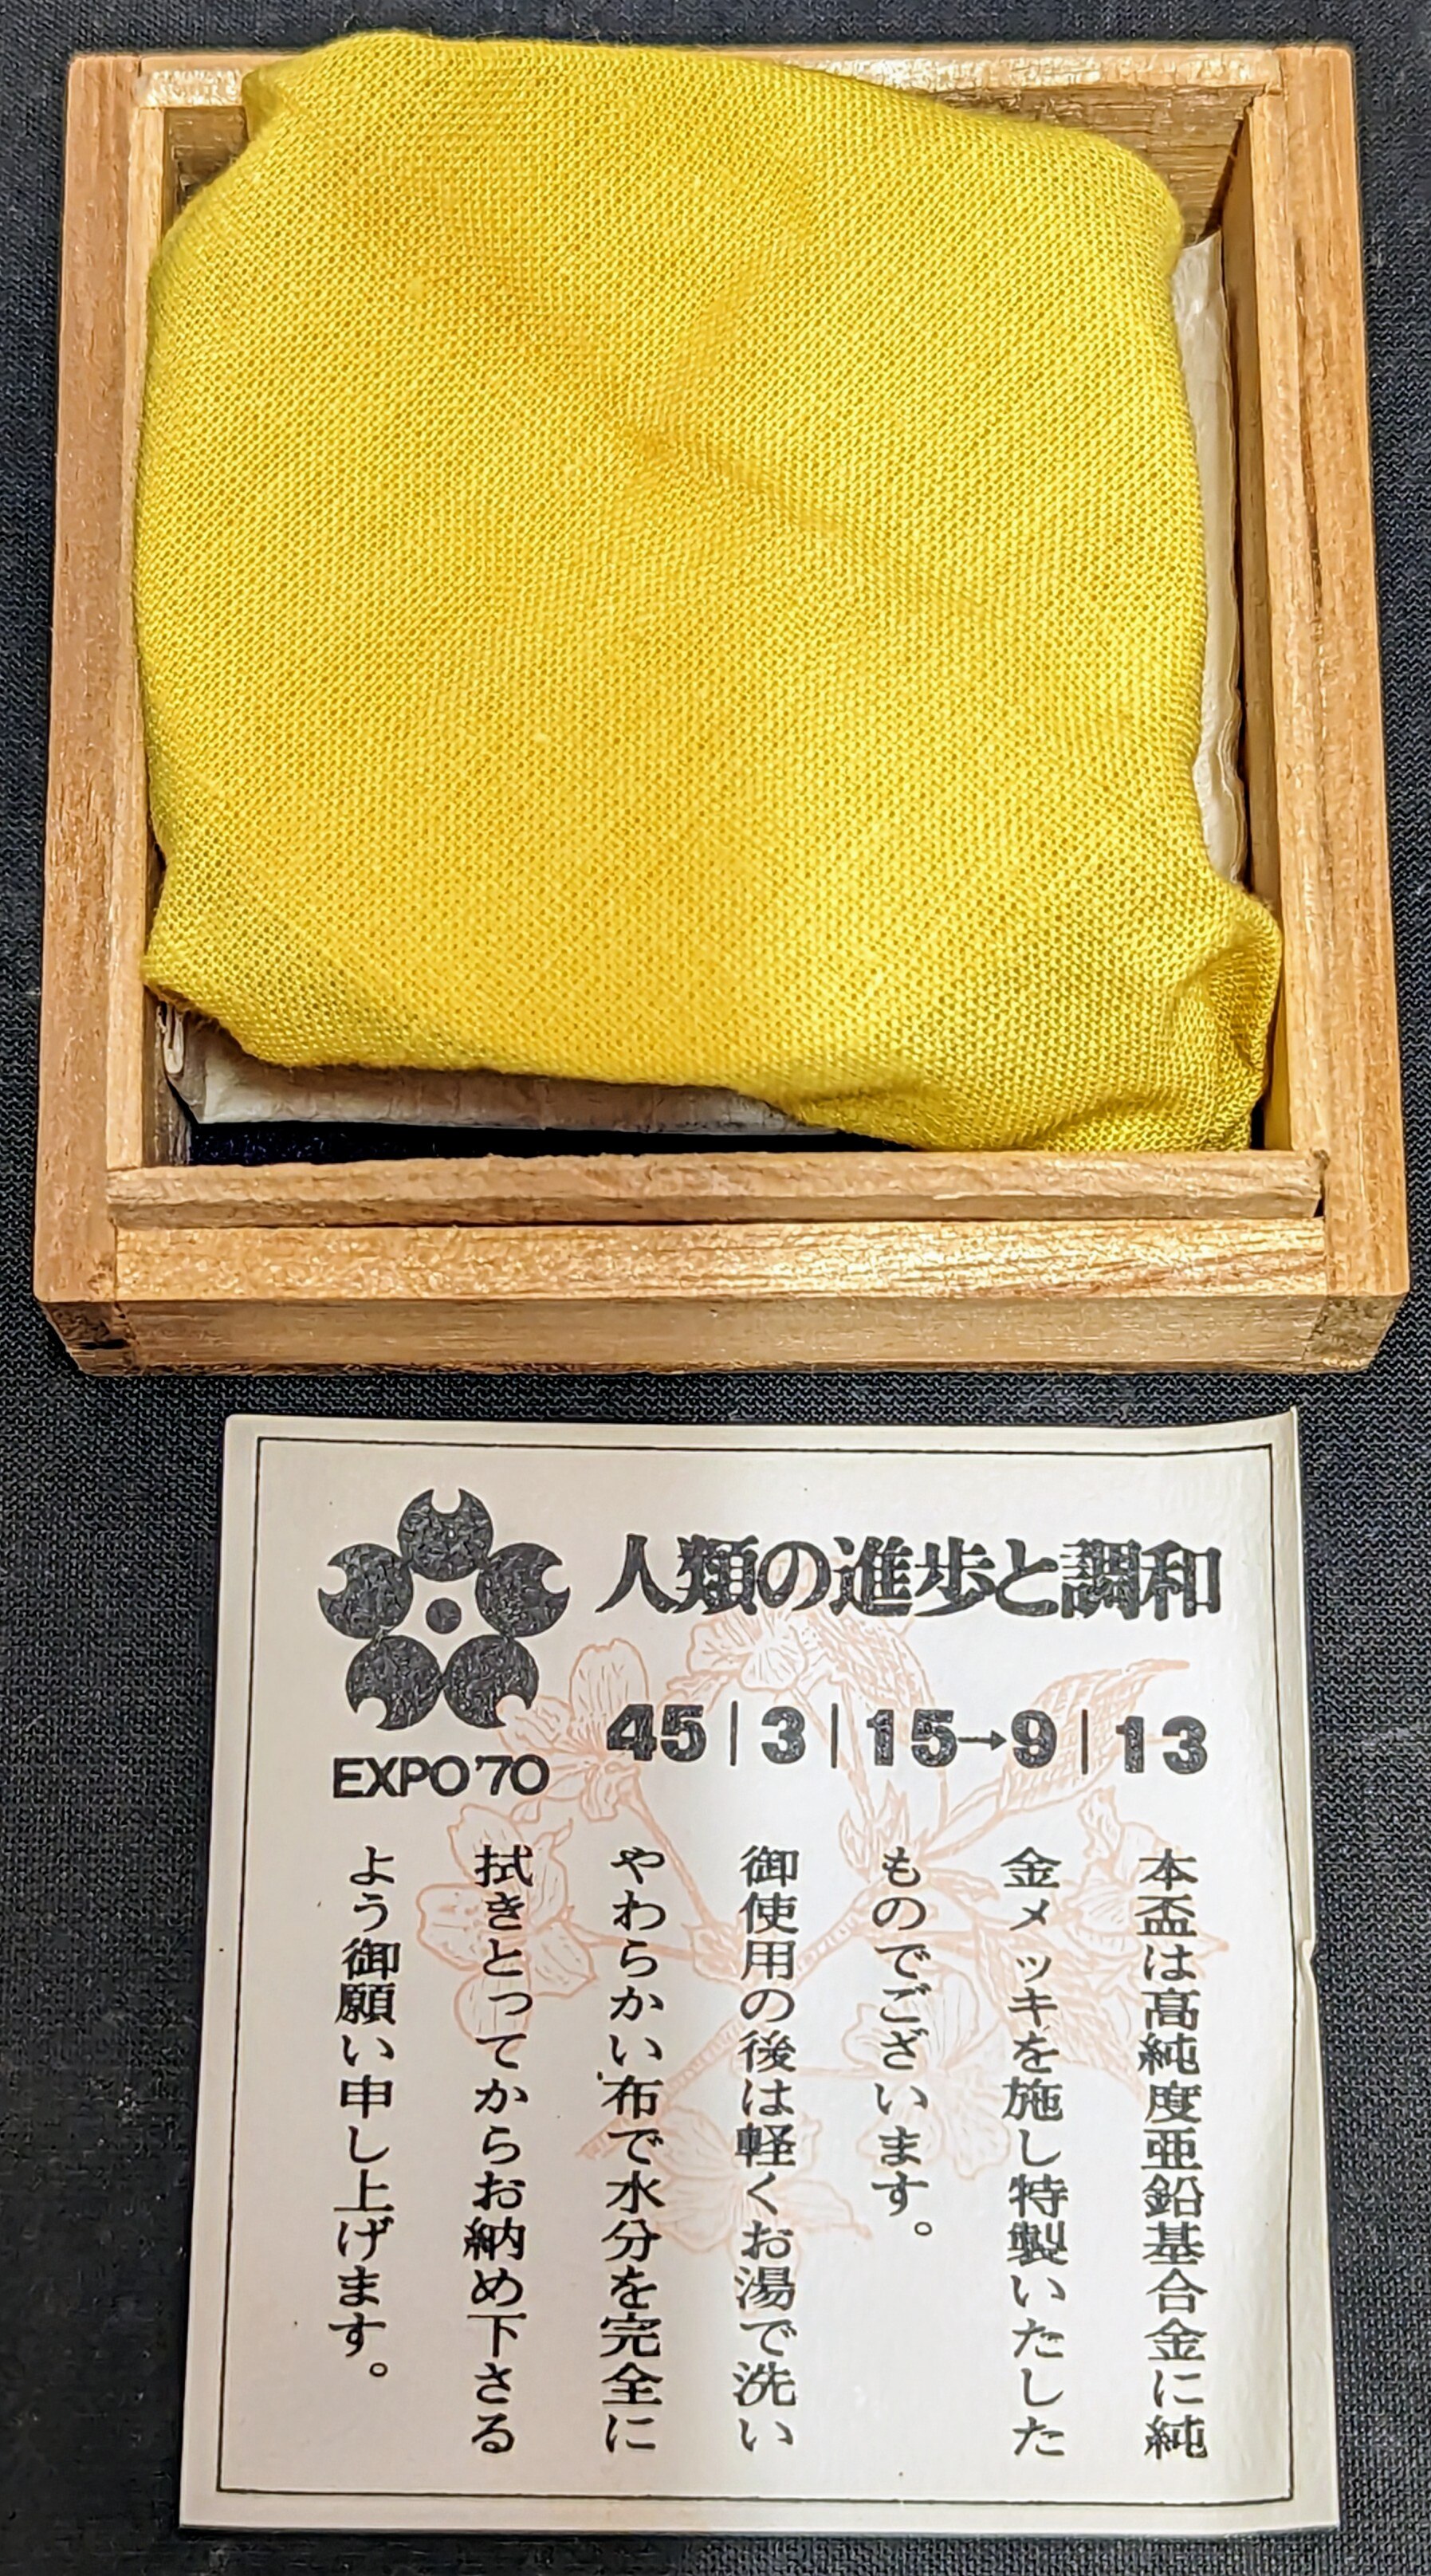 人類の進歩と調和
45|3|15→9|13
EXPO'70
本盃は高純度亜鉛基合金に純
金メッキを施し特製いたした
ものでございます。
御使用の後は軽くお湯で洗い
やわらかい布で水分を完全に
拭きとってからお納め下さる
よう御願い申し上げます。